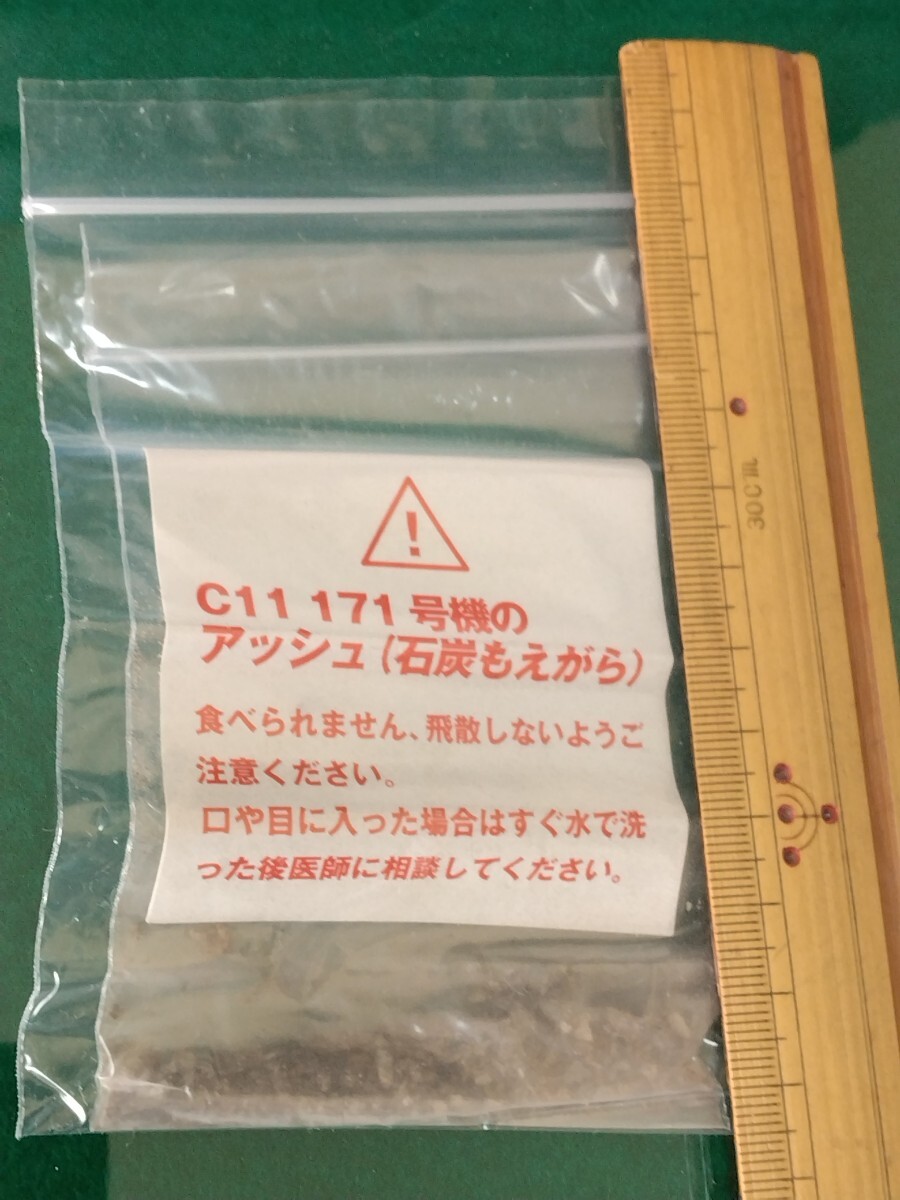 !
C11 171 号機の
アッシュ(石炭もえがら)
食べられません、飛散しないようご
注意ください。
口や目に入った場合はすぐ水で洗
った後医師に相談してください。
30Cm